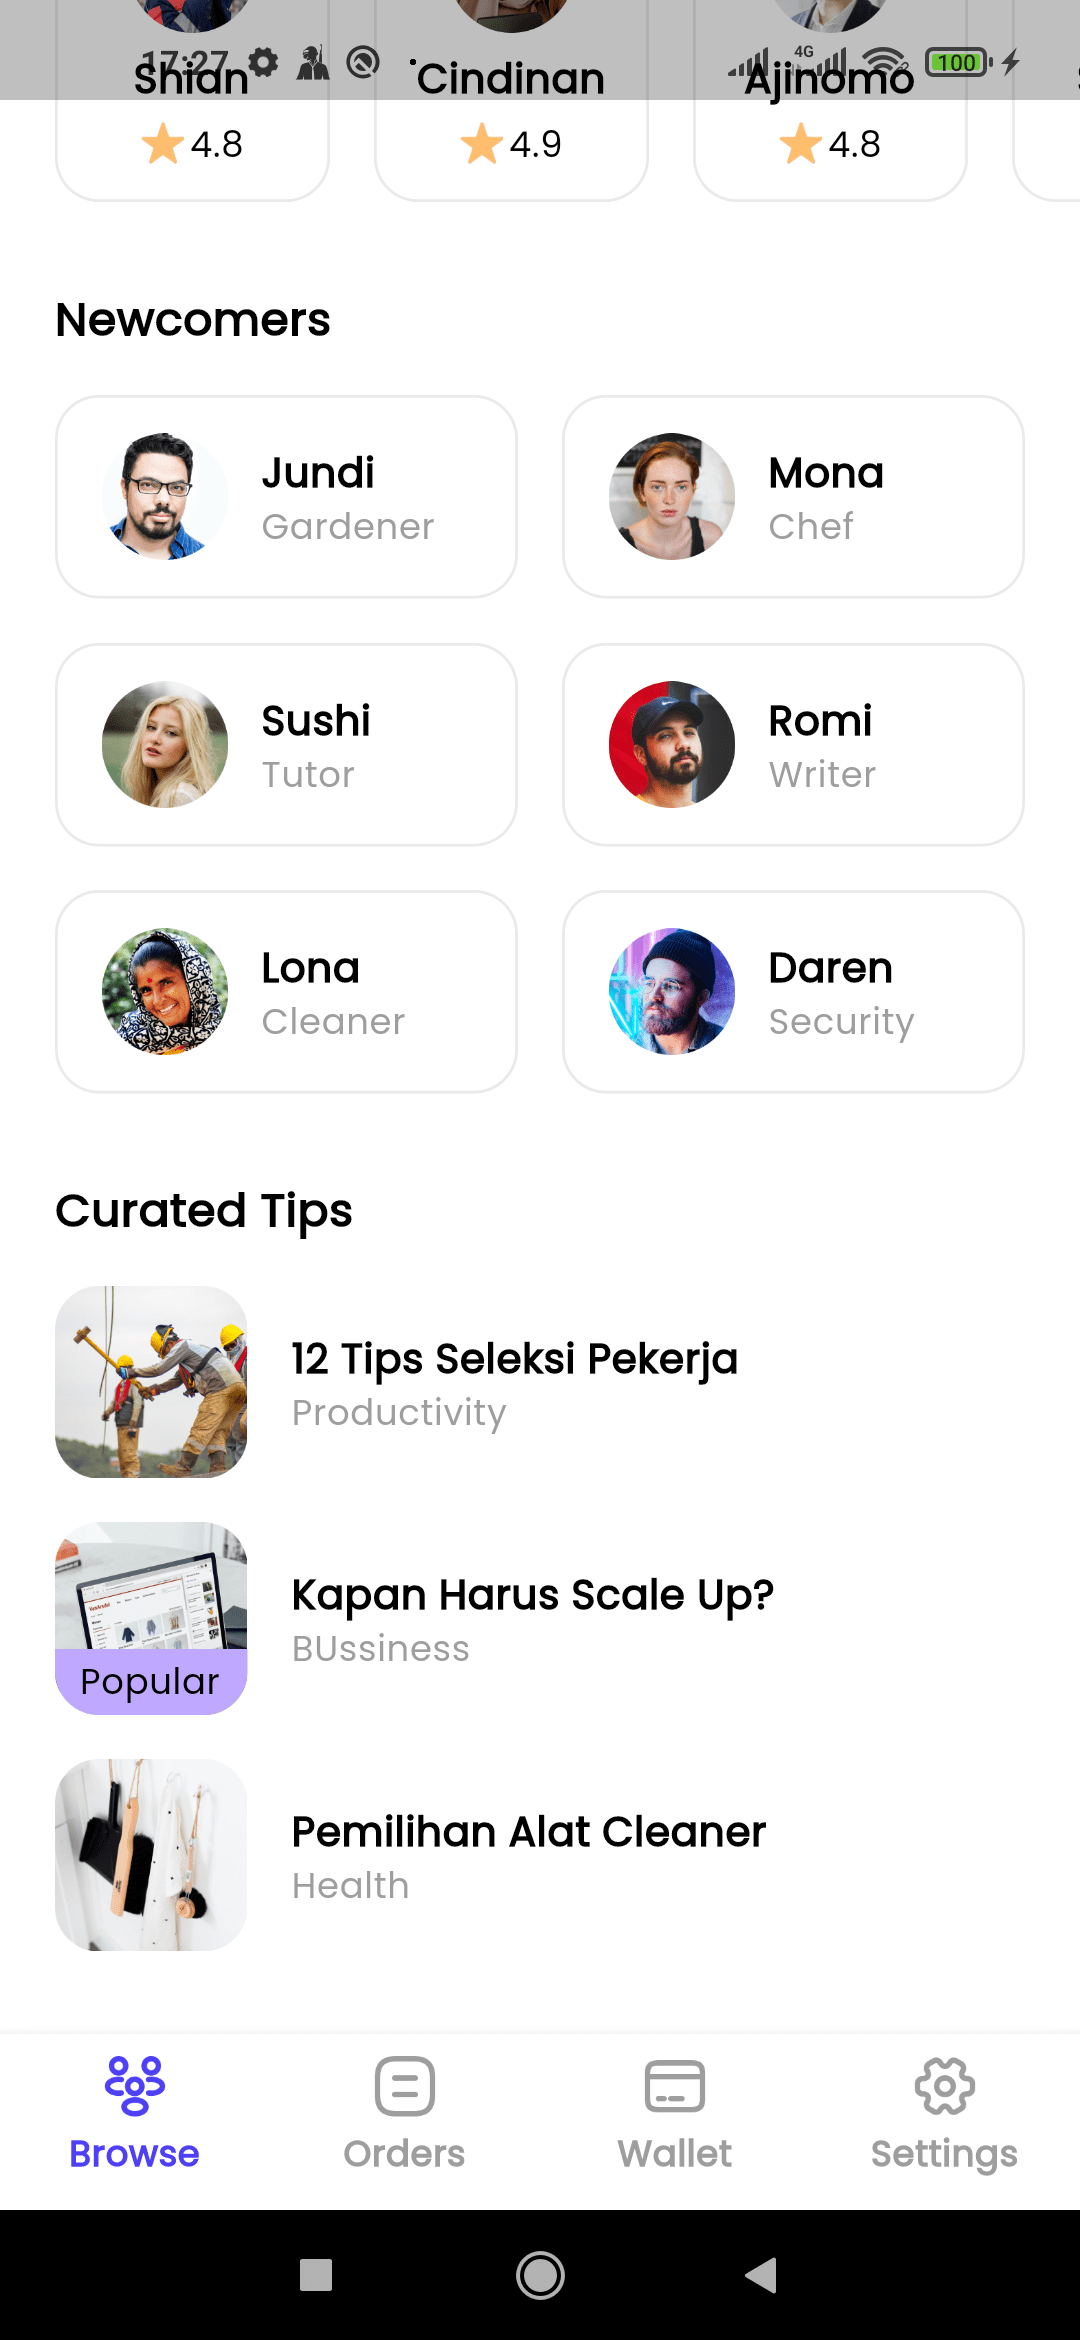 17:27 4G 100
Shian Cindinan Ajinomo
4.8 4.9 4.8
Newcomers
Jundi
Gardener
Mona
Chef
Sushi
Tutor
Romi
Writer
Lona
Cleaner
Daren
Security
Curated Tips
12 Tips Seleksi Pekerja
Productivity
Kapan Harus Scale Up?
BUssiness
Popular
Pemilihan Alat Cleaner
Health
Browse Orders Wallet Settings